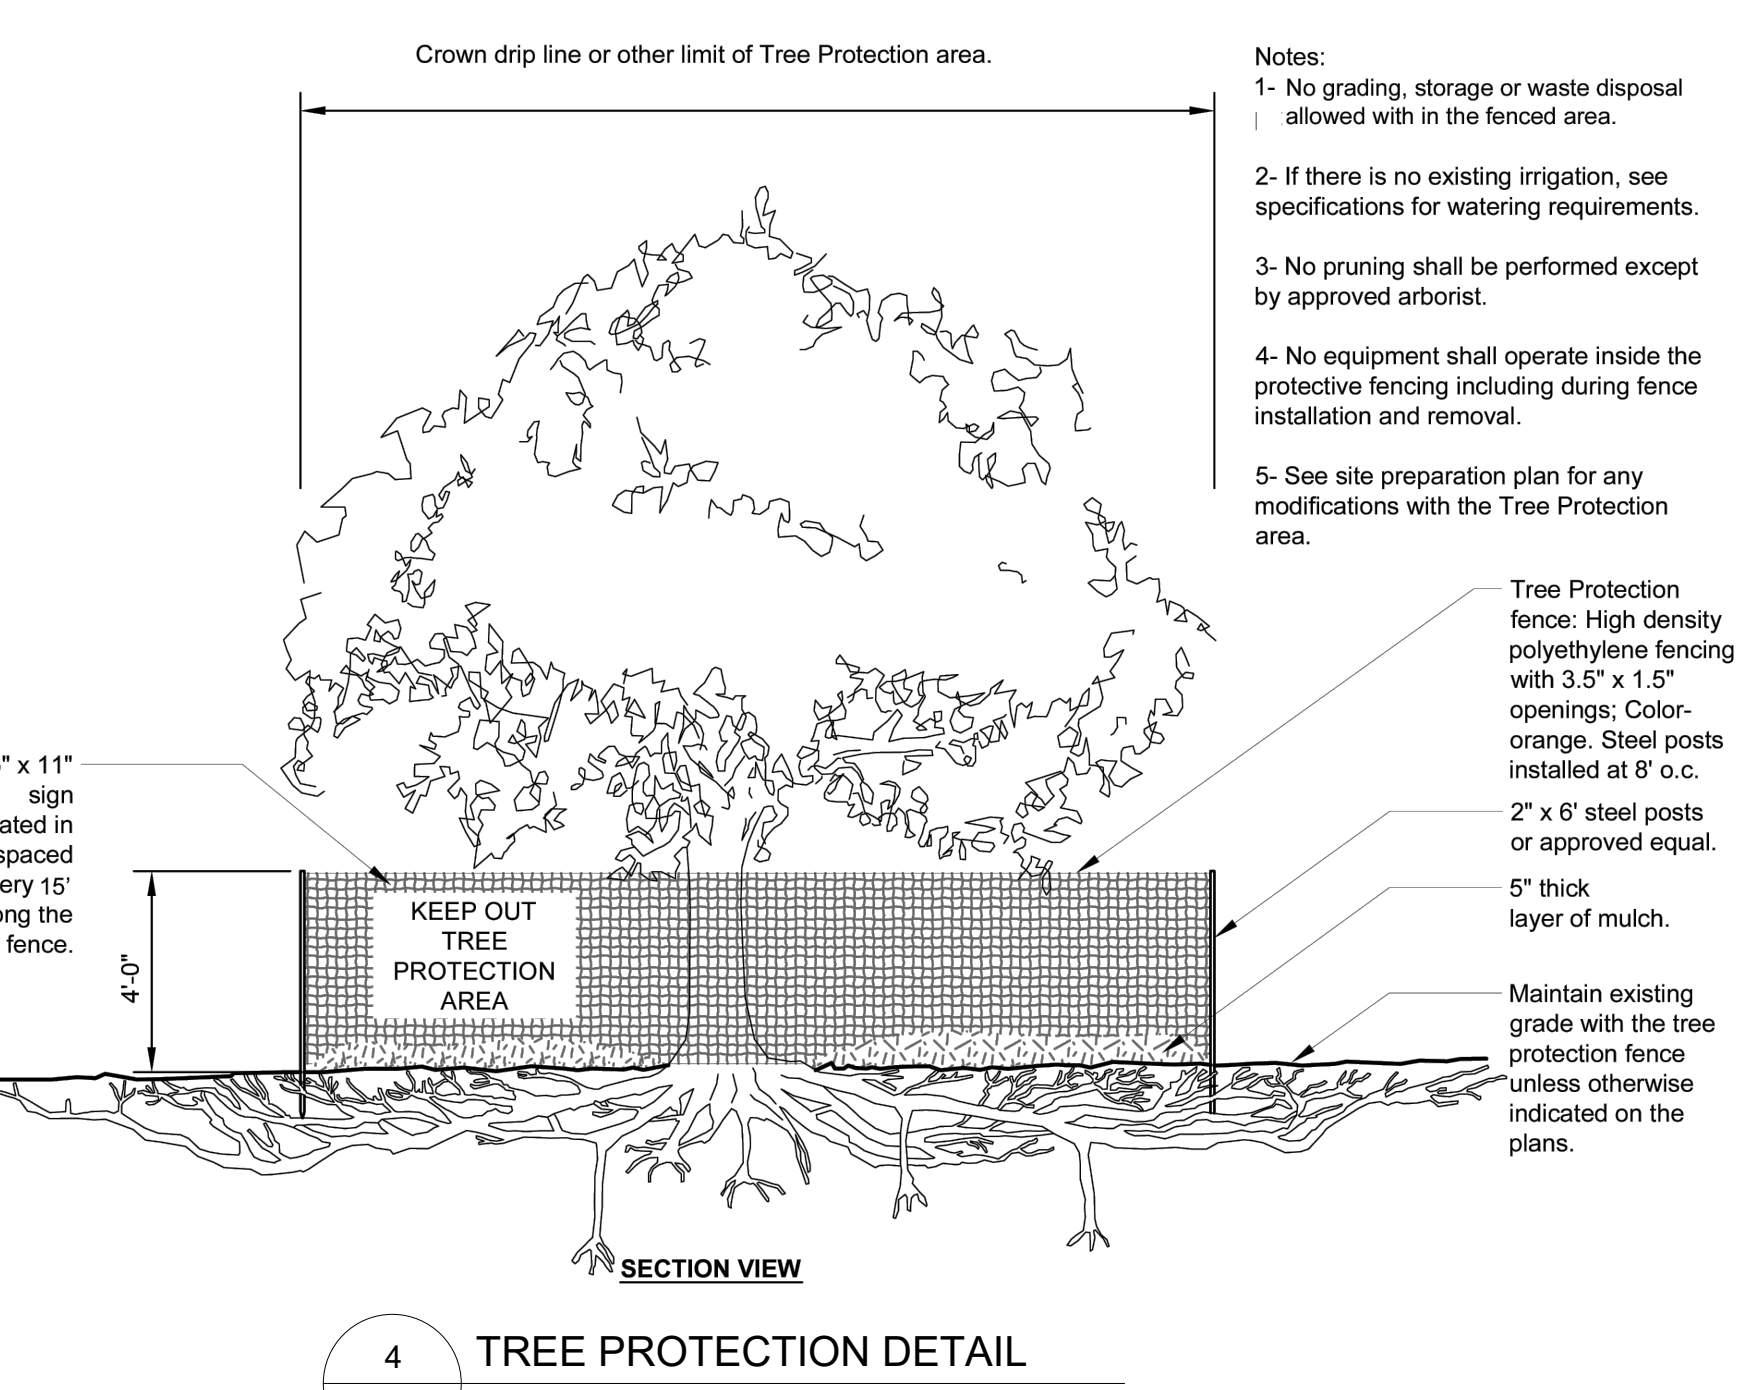 Crown drip line or other limit of Tree Protection area.
Notes:
1- No grading, storage or waste disposal
allowed with in the fenced area.
2- If there is no existing irrigation, see
specifications for watering requirements.
3- No pruning shall be performed except
by approved arborist.
4- No equipment shall operate inside the
protective fencing including during fence
installation and removal.
5- See site preparation plan for any
modifications with the Tree Protection
area.
Tree Protection
fence: High density
polyethylene fencing
with 3.5" x 1.5"
openings; Color-
orange. Steel posts
installed at 8' o.c.
2" x 6' steel posts
or approved equal.
5" thick
layer of mulch.
Maintain existing
grade with the tree
protection fence
unless otherwise
indicated on the
plans.
" x 11"
sign
ated in
spaced
ery 15’
ong the
fence.
4'-0"
KEEP OUT
TREE
PROTECTION
AREA
SECTION VIEW
4
TREE PROTECTION DETAIL